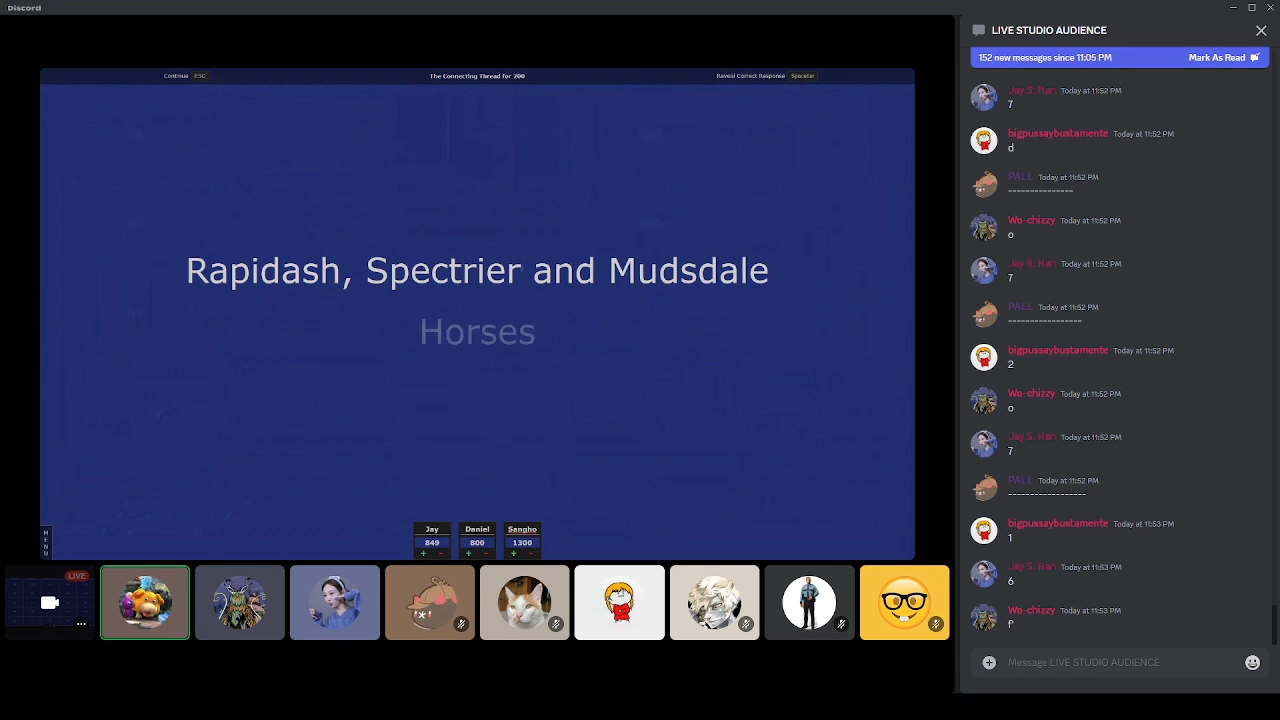 Discord
Continue ESC
The Connecting Thread for 200
Reveal Correct Response Spacebar
Rapidash, Spectrier and Mudsdale
Horses
MENU
Jay
849
+ -
Daniel
800
+ -
Sangho
1300
+ -
LIVE
LIVE STUDIO AUDIENCE
152 new messages since 11:05 PM
Mark As Read
Jay S. Han Today at 11:52 PM
7
bigpussaybustamente Today at 11:52 PM
d
PALL Today at 11:52 PM
---------------
Wo-chizzy Today at 11:52 PM
o
Jay S. Han Today at 11:52 PM
7
PALL Today at 11:52 PM
-----------------
bigpussaybustamente Today at 11:52 PM
2
Wo-chizzy Today at 11:52 PM
o
Jay S. Han Today at 11:52 PM
7
PALL Today at 11:52 PM
------------------
bigpussaybustamente Today at 11:53 PM
1
Jay S. Han Today at 11:53 PM
6
Wo-chizzy Today at 11:53 PM
f'
Message LIVE STUDIO AUDIENCE